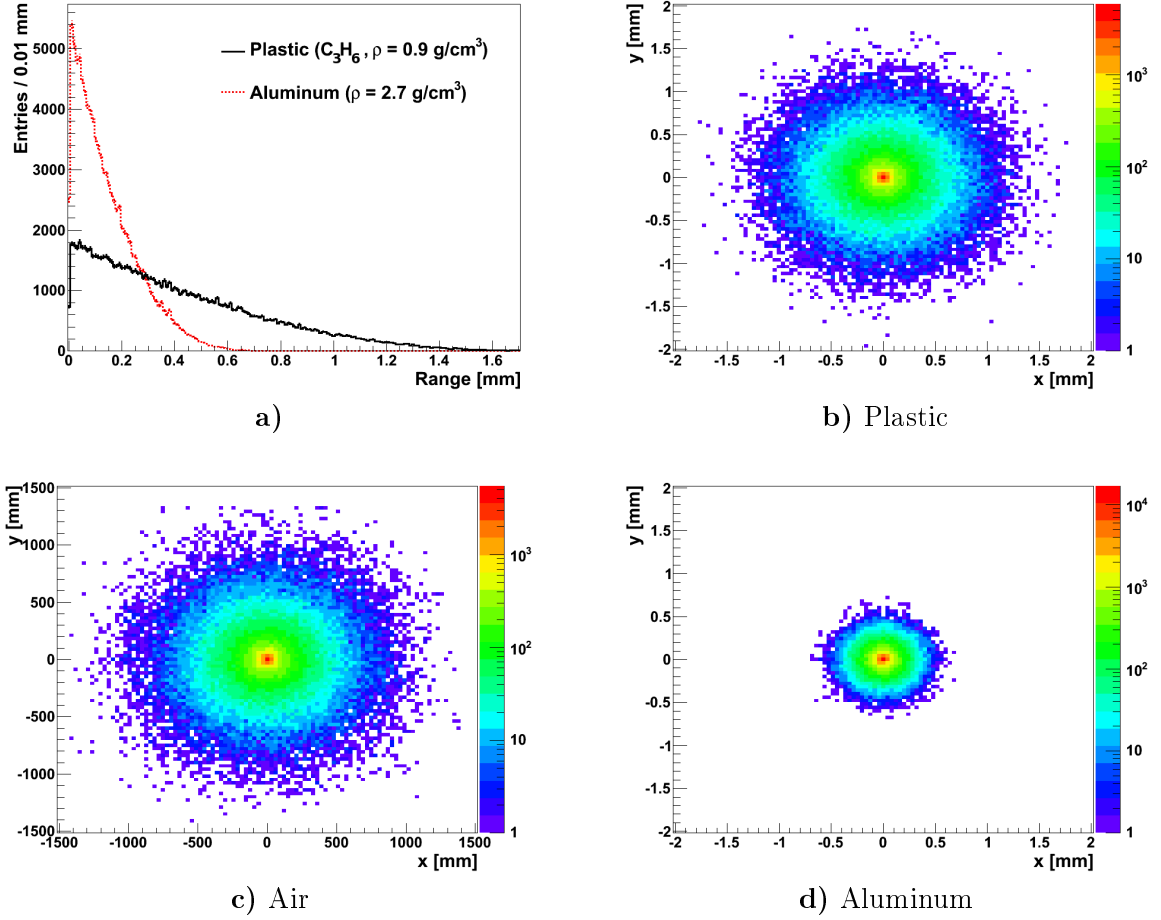 Entries / 0.01 mm
5000
4000
3000
2000
1000
0
Plastic (C₃H₆, ρ = 0.9 g/cm³)
Aluminum (ρ = 2.7 g/cm³)
0 0.2 0.4 0.6 0.8 1 1.2 1.4 1.6
Range [mm]
a)
y [mm]
2
1.5
1
0.5
0
-0.5
-1
-1.5
-2
-2 -1.5 -1 -0.5 0 0.5 1 1.5 2
x [mm]
10³
10²
10
1
b) Plastic
y [mm]
1500
1000
500
0
-500
-1000
-1500
-1500 -1000 -500 0 500 1000 1500
x [mm]
10³
10²
10
1
c) Air
y [mm]
2
1.5
1
0.5
0
-0.5
-1
-1.5
-2
-2 -1.5 -1 -0.5 0 0.5 1 1.5 2
x [mm]
10⁴
10³
10²
10
1
d) Aluminum